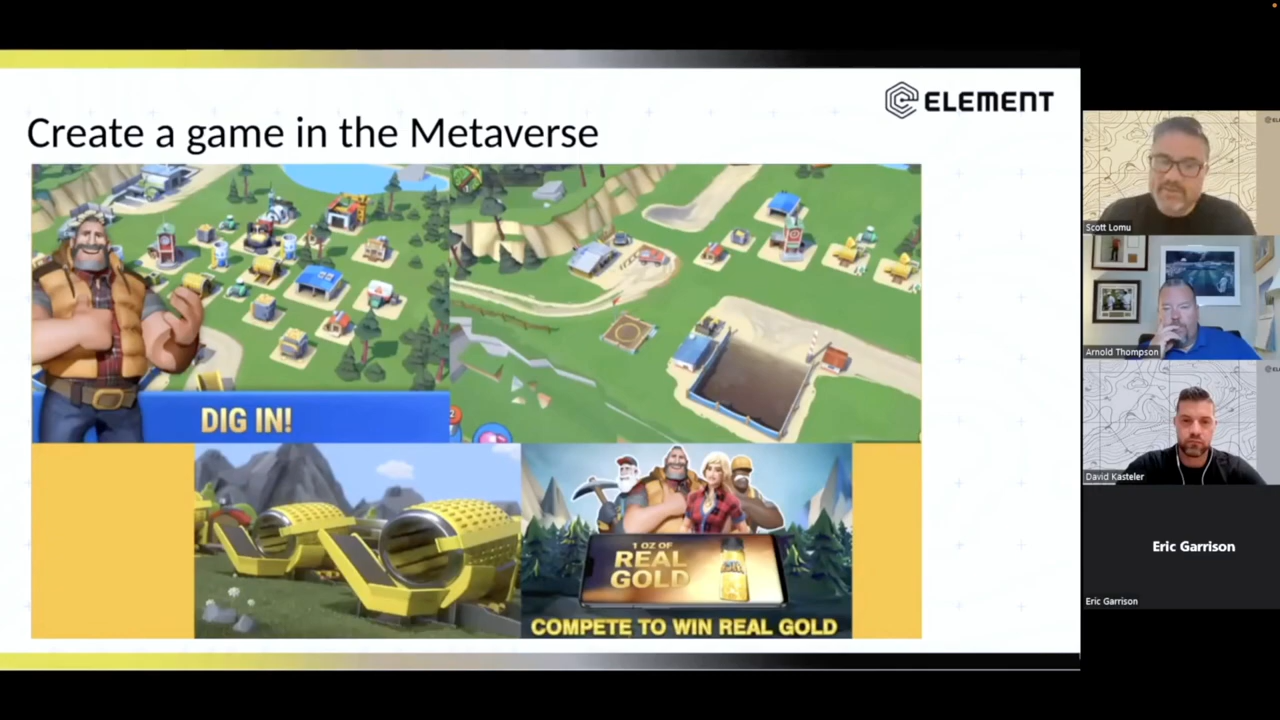 ELEMENT
Create a game in the Metaverse
DIG IN!
2
1 OZ OF
REAL
GOLD
COMPETE TO WIN REAL GOLD
Scott Lomu
Arnold Thompson
David Kasteler
Eric Garrison
Eric Garrison